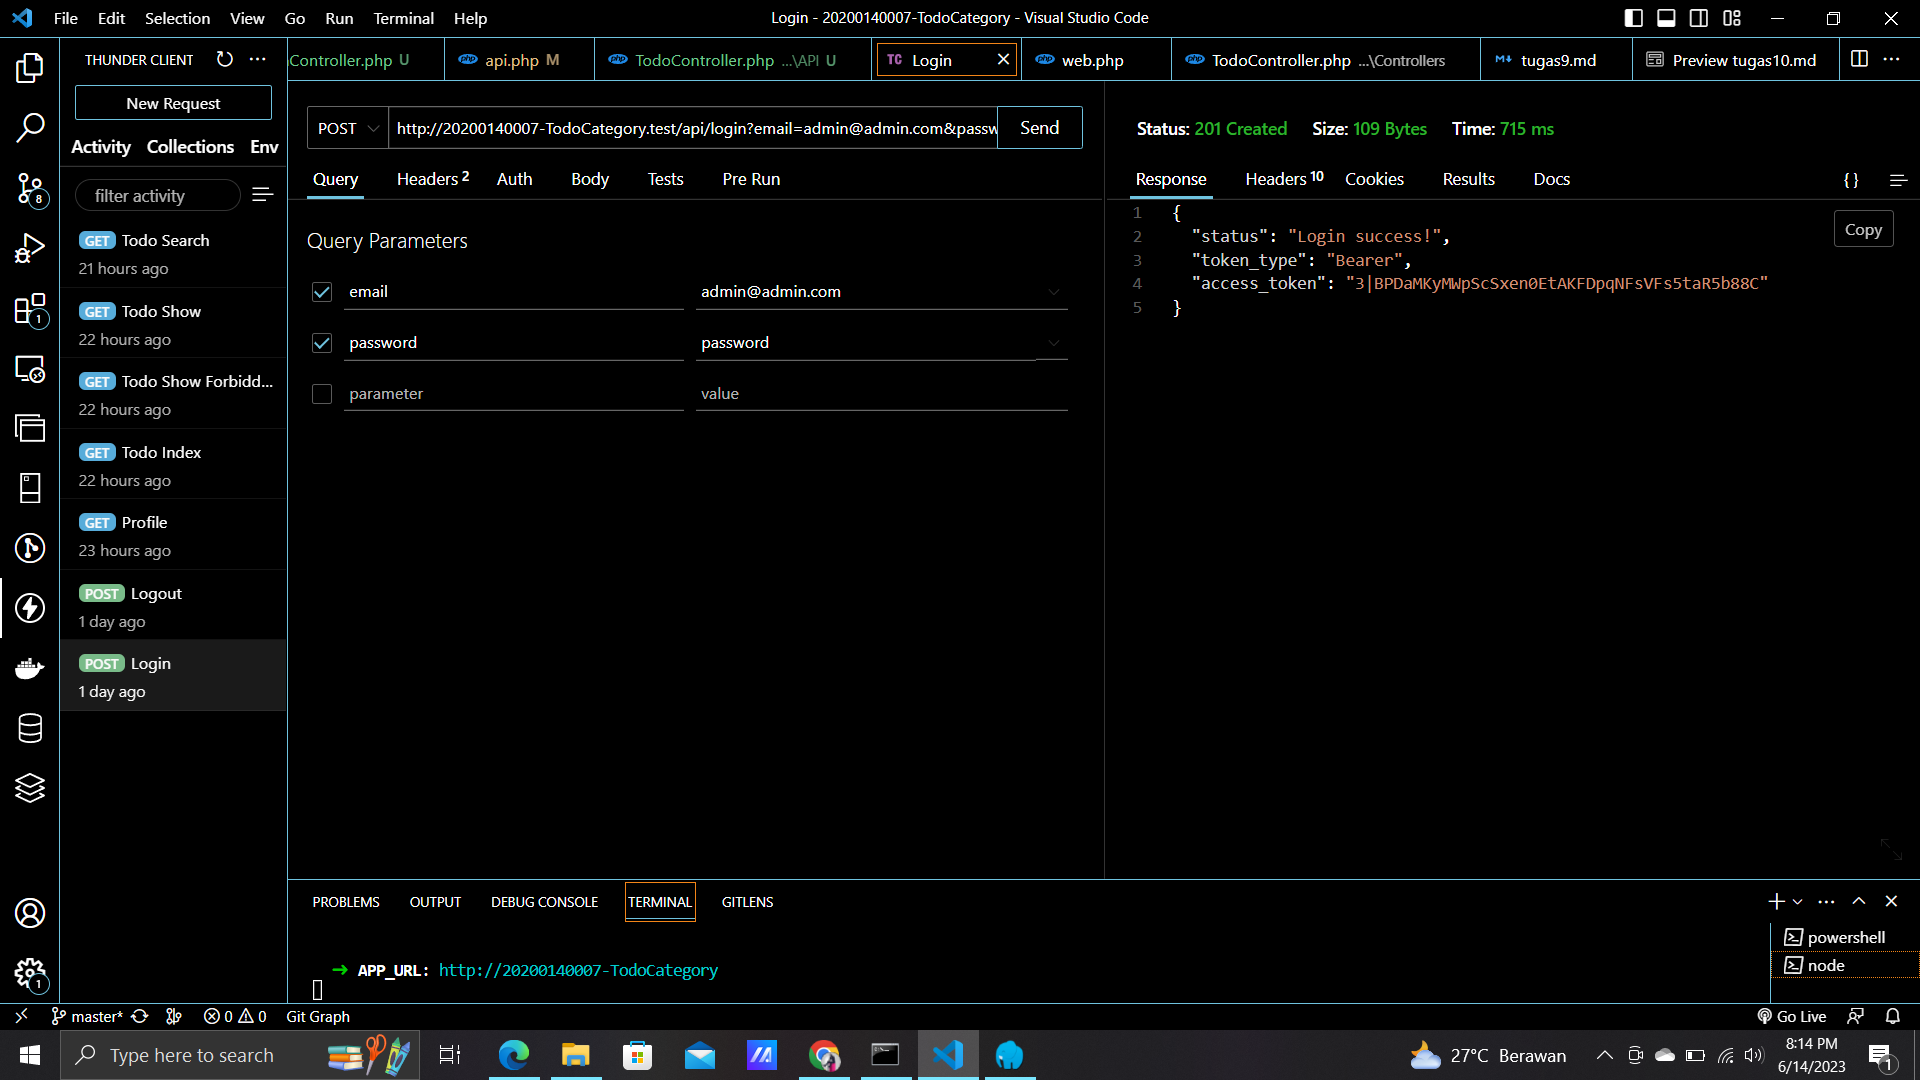 File Edit Selection View Go Run Terminal Help
Login - 20200140007-TodoCategory - Visual Studio Code
THUNDER CLIENT
New Request
Activity Collections Env
filter activity
GET Todo Search
21 hours ago
GET Todo Show
22 hours ago
GET Todo Show Forbidd...
22 hours ago
GET Todo Index
22 hours ago
GET Profile
23 hours ago
POST Logout
1 day ago
POST Login
1 day ago
Controller.php U
php api.php M
php TodoController.php ...\API U
TC Login
php web.php
php TodoController.php ...\Controllers
tugas9.md
Preview tugas10.md
POST http://20200140007-TodoCategory.test/api/login?email=admin@admin.com&passw Send
Query Headers 2 Auth Body Tests Pre Run
Query Parameters
email admin@admin.com
password password
parameter value
Status: 201 Created Size: 109 Bytes Time: 715 ms
Response Headers 10 Cookies Results Docs {}
Copy
1 {
2 "status": "Login success!",
3 "token_type": "Bearer",
4 "access_token": "3|BPDaMKyMWpScSxen0EtAKFDpqNFsVFs5taR5b88C"
5 }
PROBLEMS OUTPUT DEBUG CONSOLE TERMINAL GITLENS
➜ APP_URL: http://20200140007-TodoCategory
powershell
node
8
1
1
master* 0 0 Git Graph
Go Live
Type here to search
27°C Berawan
8:14 PM
6/14/2023
1